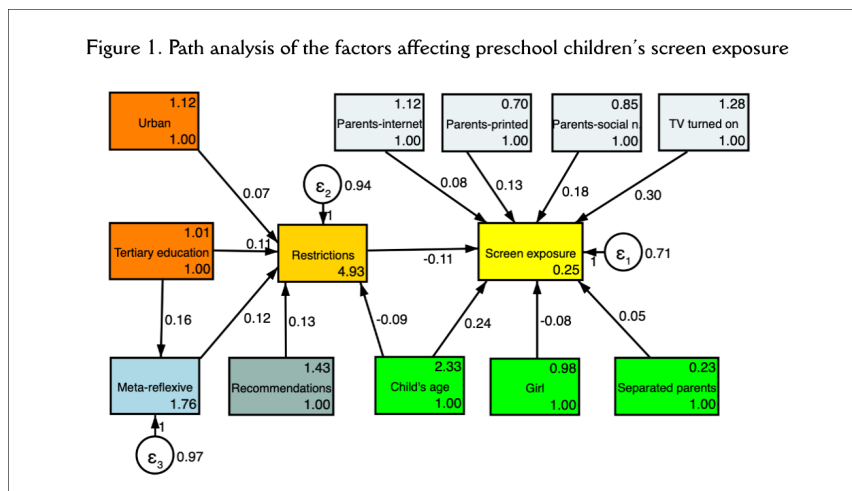 Figure 1. Path analysis of the factors affecting preschool children's screen exposure
1.12
Urban
1.00
1.12
Parents-internet
1.00
0.70
Parents-printed
1.00
0.85
Parents-social n.
1.00
1.28
TV turned on
1.00
0.07
ε2 0.94
1
0.08
0.13
0.18
0.30
1.01
Tertiary education
1.00
0.11
Restrictions
4.93
-0.11
Screen exposure
0.25
1
ε1 0.71
0.16
0.12
0.13
-0.09
0.24
-0.08
0.05
Meta-reflexive
1.76
1.43
Recommendations
1.00
2.33
Child's age
1.00
0.98
Girl
1.00
0.23
Separated parents
1.00
1
ε3 0.97